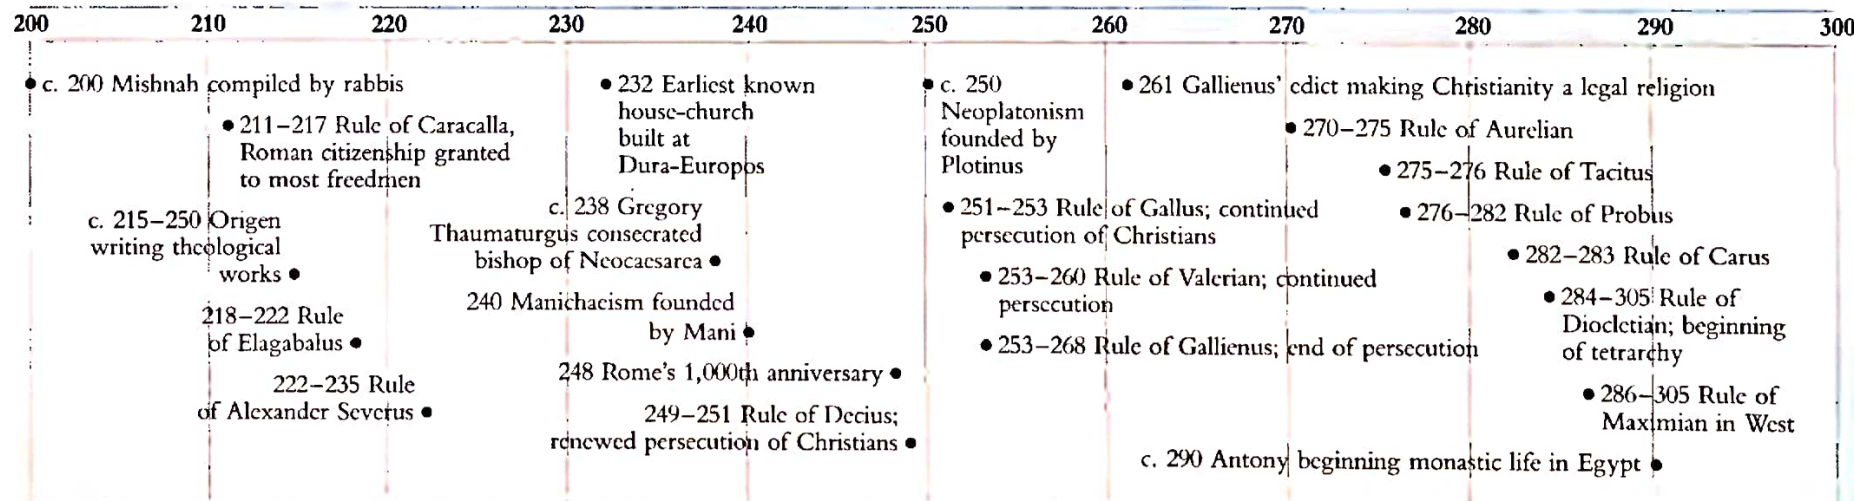 200 210 220 230 240 250 260 270 280 290 300
c. 200 Mishnah compiled by rabbis
211–217 Rule of Caracalla,
Roman citizenship granted
to most freedmen
c. 215–250 Origen
writing theological
works
218–222 Rule
of Elagabalus
222–235 Rule
of Alexander Severus
232 Earliest known
house-church
built at
Dura-Europos
c. 238 Gregory
Thaumaturgus consecrated
bishop of Neocaesarea
240 Manichaeism founded
by Mani
248 Rome's 1,000th anniversary
249–251 Rule of Decius;
renewed persecution of Christians
c. 250
Neoplatonism
founded by
Plotinus
251–253 Rule of Gallus; continued
persecution of Christians
253–260 Rule of Valerian; continued
persecution
253–268 Rule of Gallienus; end of persecution
261 Gallienus' edict making Christianity a legal religion
270–275 Rule of Aurelian
275–276 Rule of Tacitus
276–282 Rule of Probus
282–283 Rule of Carus
284–305 Rule of
Diocletian; beginning
of tetrarchy
286–305 Rule of
Maximian in West
c. 290 Antony beginning monastic life in Egypt